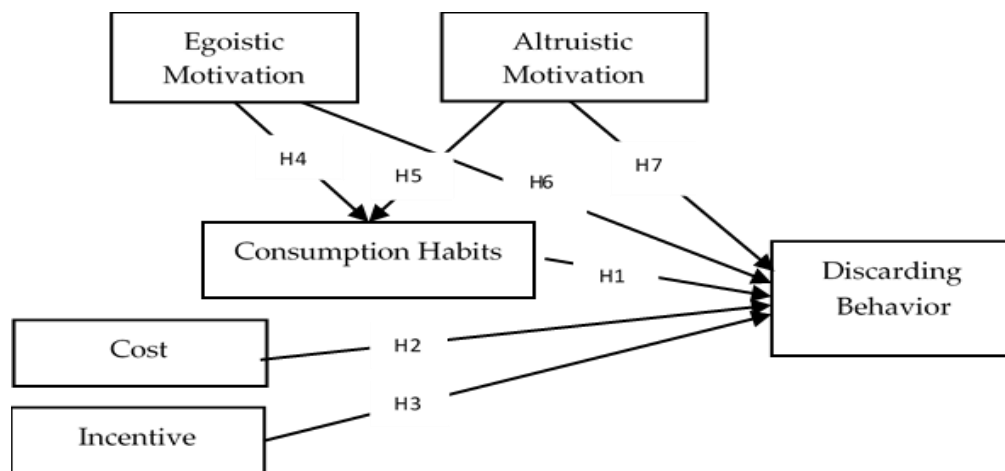 Egoistic
Motivation
Altruistic
Motivation
H4
H5
H6
H7
Consumption Habits
H1
Discarding
Behavior
Cost
H2
Incentive
H3